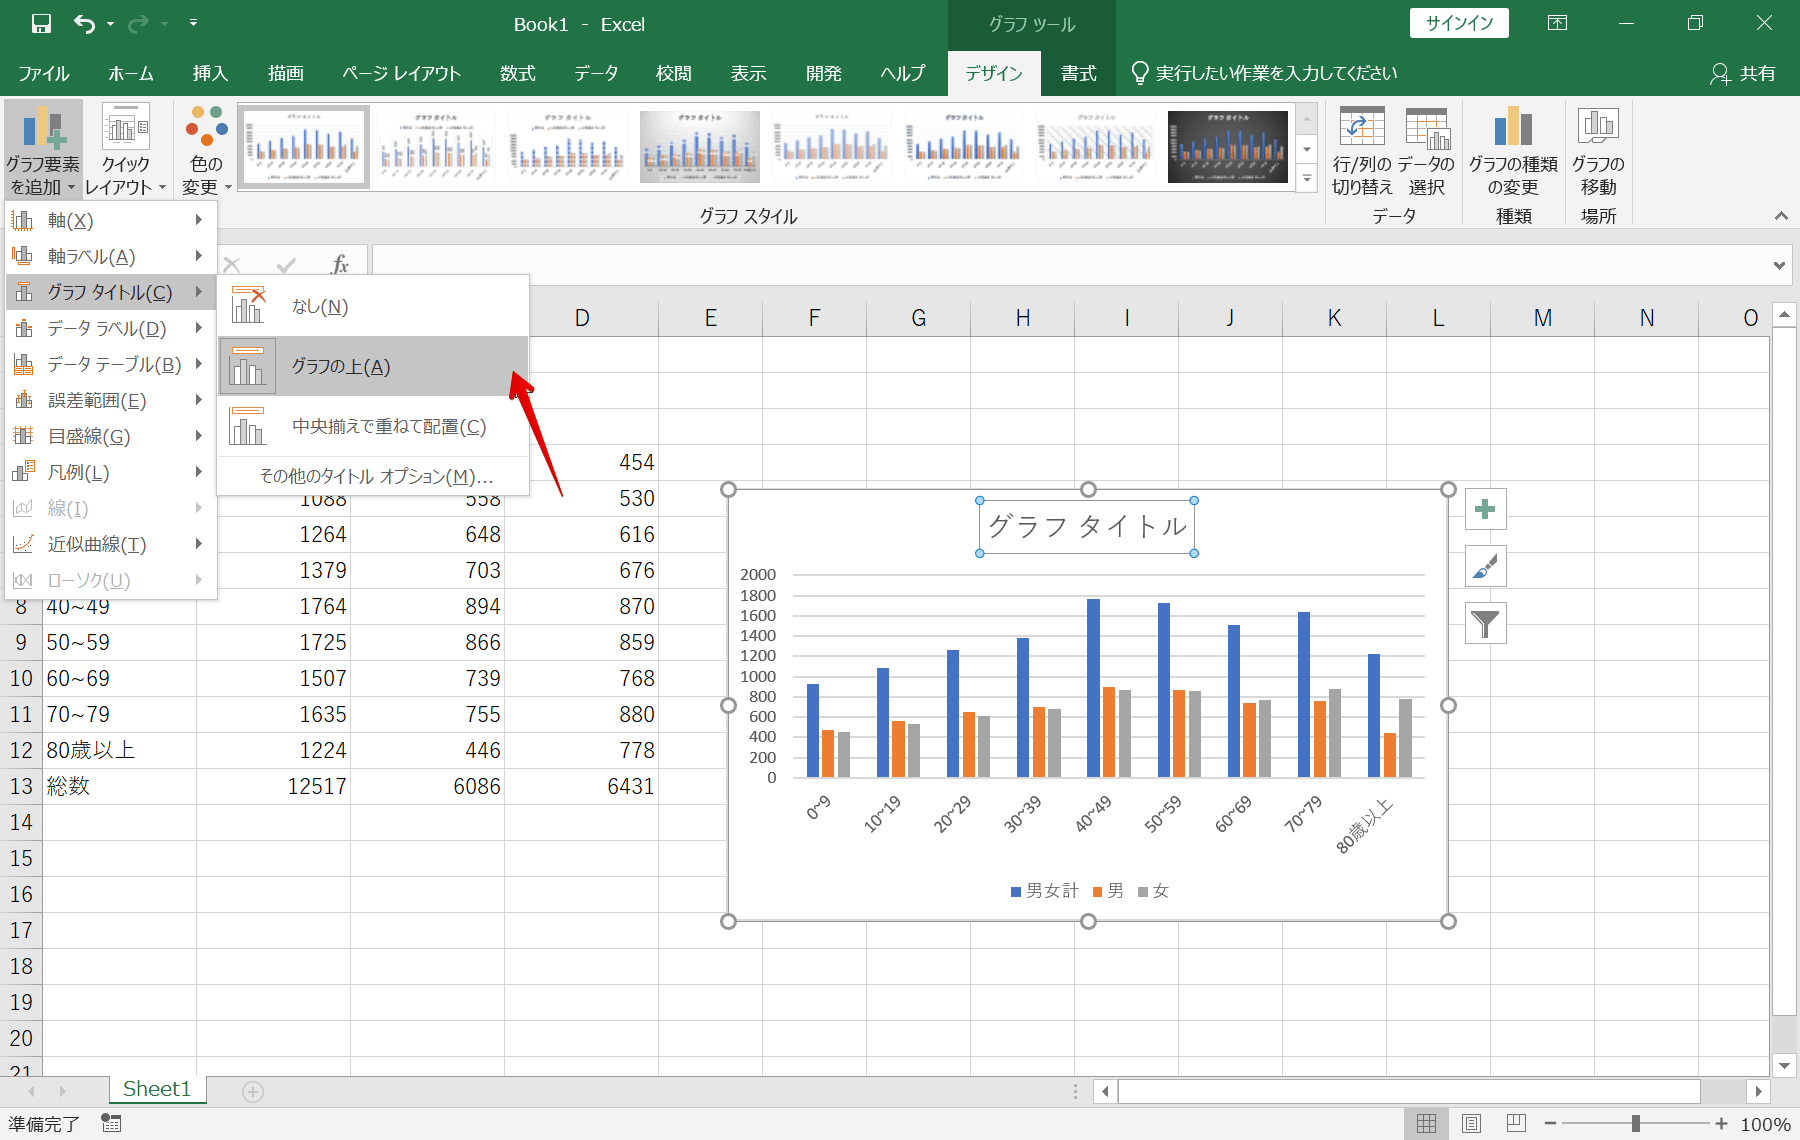 Book1 - Excel
グラフ ツール
サインイン
ファイル ホーム 挿入 描画 ページ レイアウト 数式 データ 校閲 表示 開発 ヘルプ デザイン 書式 実行したい作業を入力してください 共有
グラフ要素を追加
クイック レイアウト
色の変更
グラフ スタイル
行/列の切り替え
データの選択
データ
グラフの種類の変更
種類
グラフの移動
場所
軸(X)
軸ラベル(A)
グラフ タイトル(C)
データ ラベル(D)
データ テーブル(B)
誤差範囲(E)
目盛線(G)
凡例(L)
線(I)
近似曲線(T)
ローソク(U)
なし(N)
グラフの上(A)
中央揃えで重ねて配置(C)
その他のタイトル オプション(M)...
fx
D E F G H I J K L M N O
454
1088 558 530
1264 648 616
1379 703 676
8 40~49 1764 894 870
9 50~59 1725 866 859
10 60~69 1507 739 768
11 70~79 1635 755 880
12 80歳以上 1224 446 778
13 総数 12517 6086 6431
14
15
16
17
18
19
20
21
グラフ タイトル
2000
1800
1600
1400
1200
1000
800
600
400
200
0
0~9 10~19 20~29 30~39 40~49 50~59 60~69 70~79 80歳以上
男女計 男 女
Sheet1
準備完了
100%